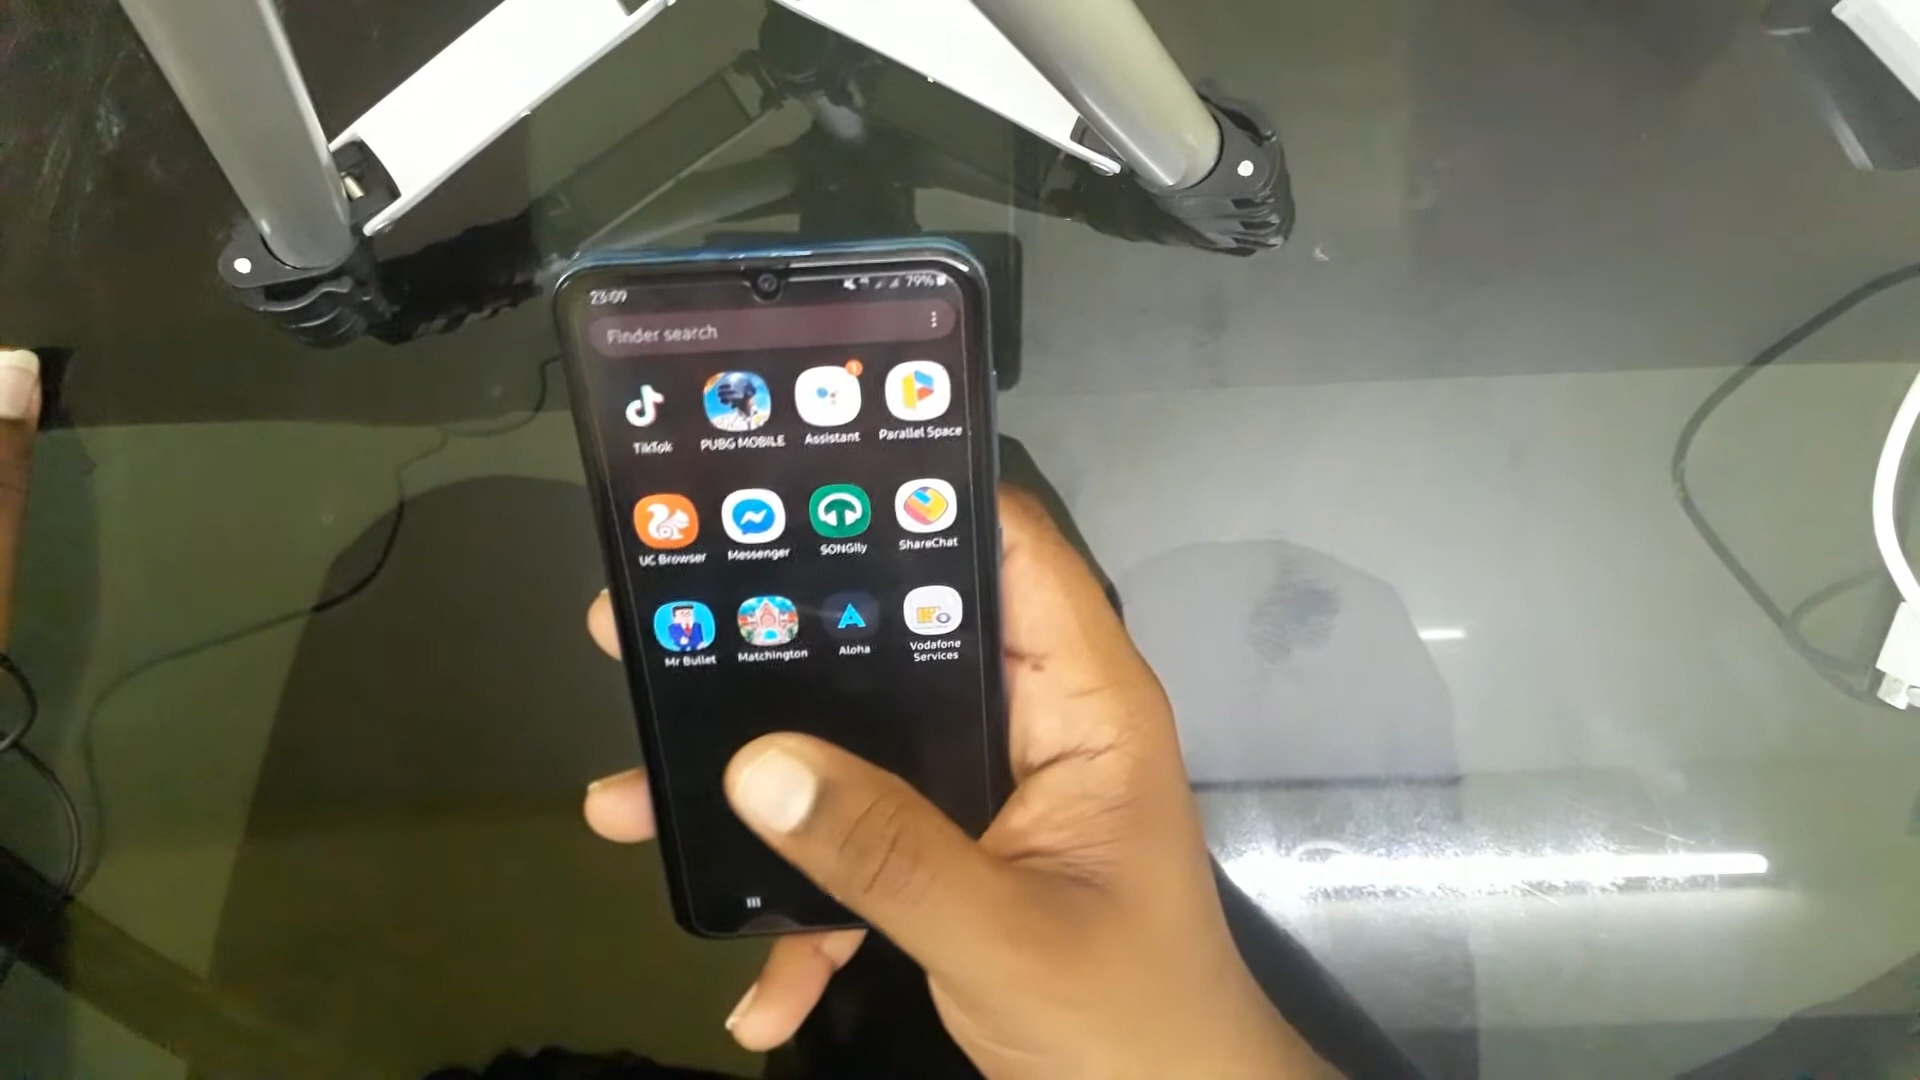 23:09
79%
Finder search
1
TikTok
PUBG MOBILE
Assistant
Parallel Space
UC Browser
Messenger
SONGily
ShareChat
Mr Bullet
Matchington
Aloha
Vodafone
Services